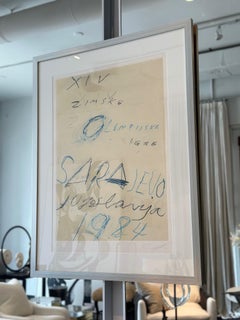 XIV
ZIMSKE
OLIMPIJSKE
IGRE
SARAJEVO
Jugoslavija
1984